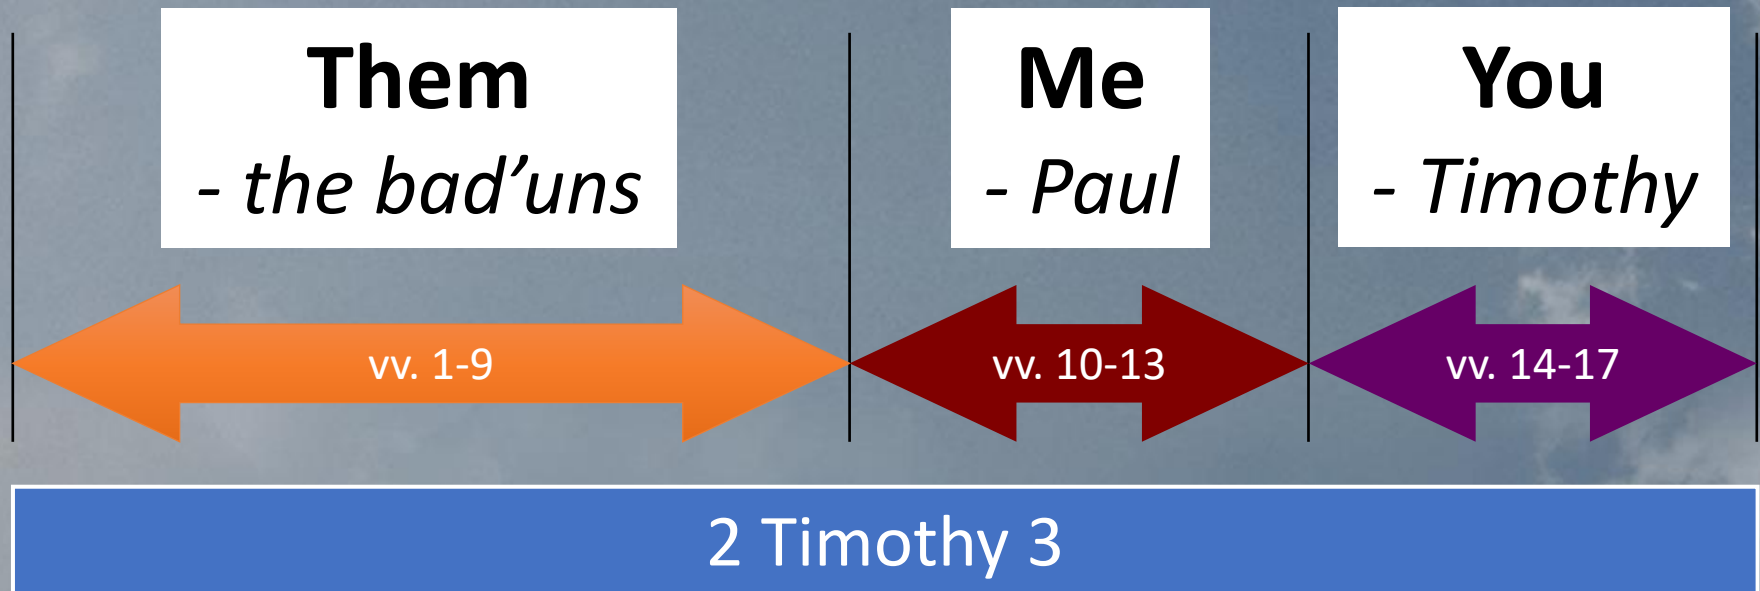 Them
- the bad’uns
Me
- Paul
You
- Timothy
vv. 1-9
vv. 10-13
vv. 14-17
2 Timothy 3